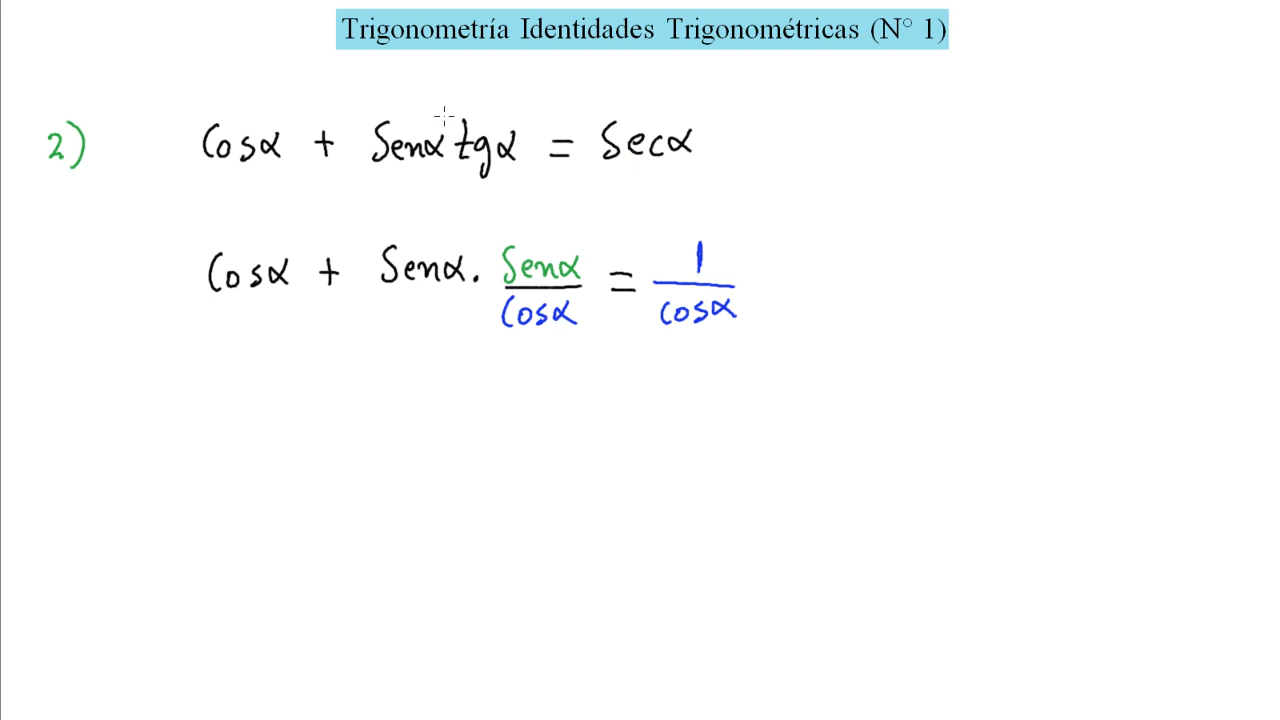 Trigonometría Identidades Trigonométricas (N° 1)
2) Cosα + Senα tgα = Secα
Cosα + Senα . Senα/Cosα = 1/cosα